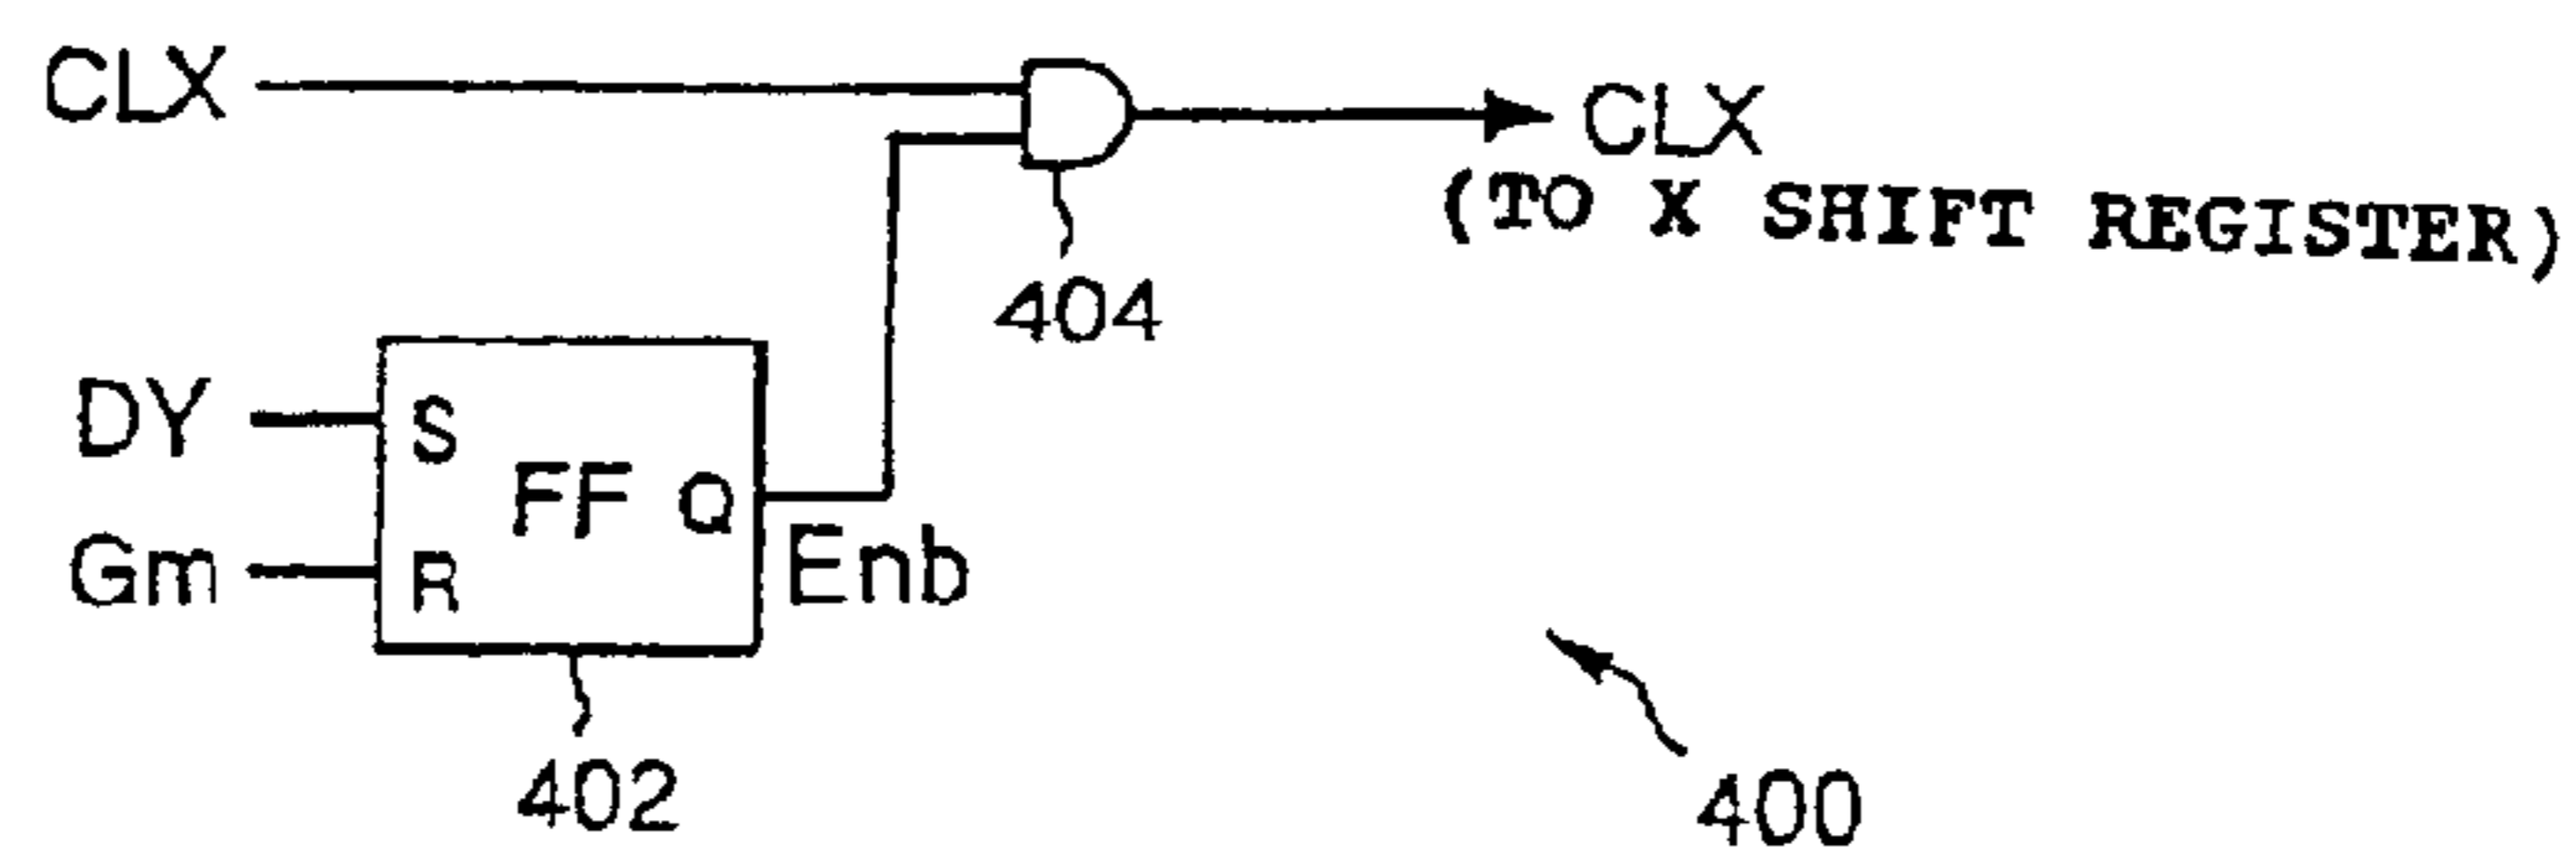 CLX
CLX
(TO X SHIFT REGISTER)
404
DY
S
FF Q
Gm
R
Enb
402
400